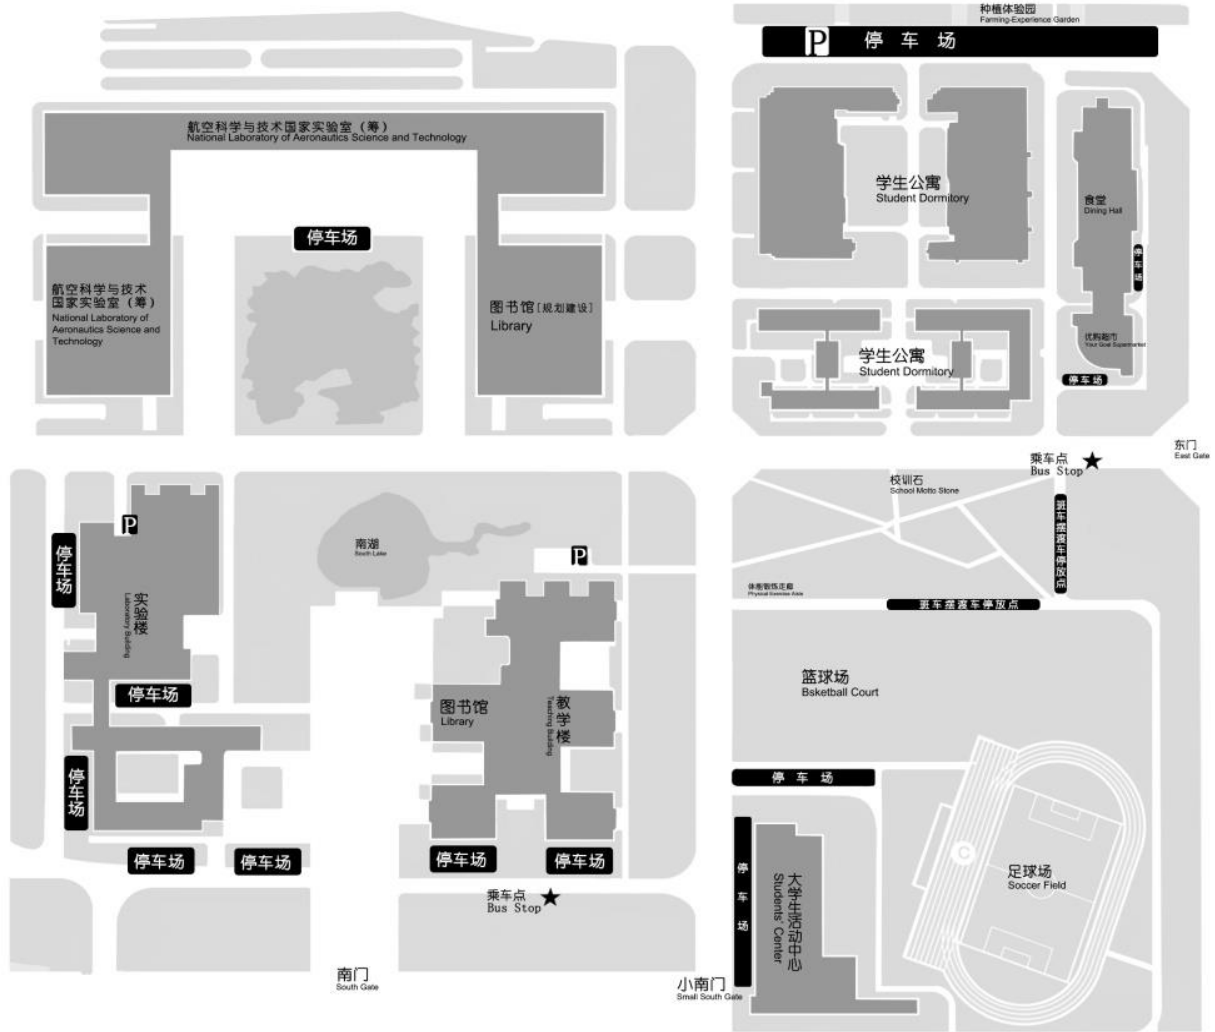 种植体验园
Farming-Experience Garden
P 停车场
航空科学与技术国家实验室（筹）
National Laboratory of Aeronautics Science and Technology
学生公寓
Student Dormitory
食堂
Dining Hall
停车场
停车场
航空科学与技术
国家实验室（筹）
National Laboratory of
Aeronautics Science and
Technology
图书馆[规划建设]
Library
优购超市
Your Goal Supermarket
学生公寓
Student Dormitory
停车场
东门
East Gate
乘车点
Bus Stop
校训石
School Motto Stone
班车摆渡车停放点
P
停车场
南湖
South Lake
P
实验楼
Laboratory Building
体能锻炼走廊
Physical Exercise Aisle
班车摆渡车停放点
篮球场
Bsketball Court
停车场
图书馆
Library
教学楼
Teaching Building
停车场
停车场
停车场
停车场
停车场
停车场
停车场
C
足球场
Soccer Field
大学生活动中心
Students' Center
乘车点
Bus Stop
南门
South Gate
小南门
Small South Gate